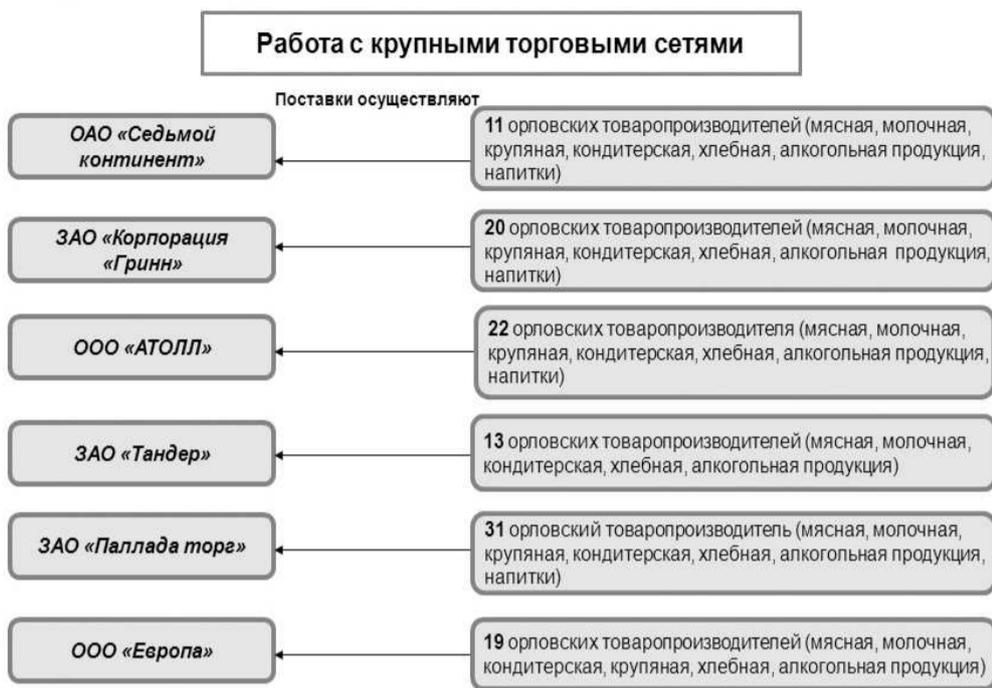 Работа с крупными торговыми сетями
Поставки осуществляют
ОАО «Седьмой
континент»
11 орловских товаропроизводителей (мясная, молочная,
крупяная, кондитерская, хлебная, алкогольная продукция,
напитки)
ЗАО «Корпорация
«Гринн»
20 орловских товаропроизводителей (мясная, молочная,
крупяная, кондитерская, хлебная, алкогольная продукция,
напитки)
ООО «АТОЛЛ»
22 орловских товаропроизводителя (мясная, молочная,
крупяная, кондитерская, хлебная, алкогольная продукция,
напитки)
ЗАО «Тандер»
13 орловских товаропроизводителей (мясная, молочная,
кондитерская, хлебная, алкогольная продукция)
ЗАО «Паллада торг»
31 орловский товаропроизводитель (мясная, молочная,
крупяная, кондитерская, хлебная, алкогольная продукция,
напитки)
ООО «Европа»
19 орловских товаропроизводителей (мясная, молочная,
кондитерская, крупяная, хлебная, алкогольная продукция)